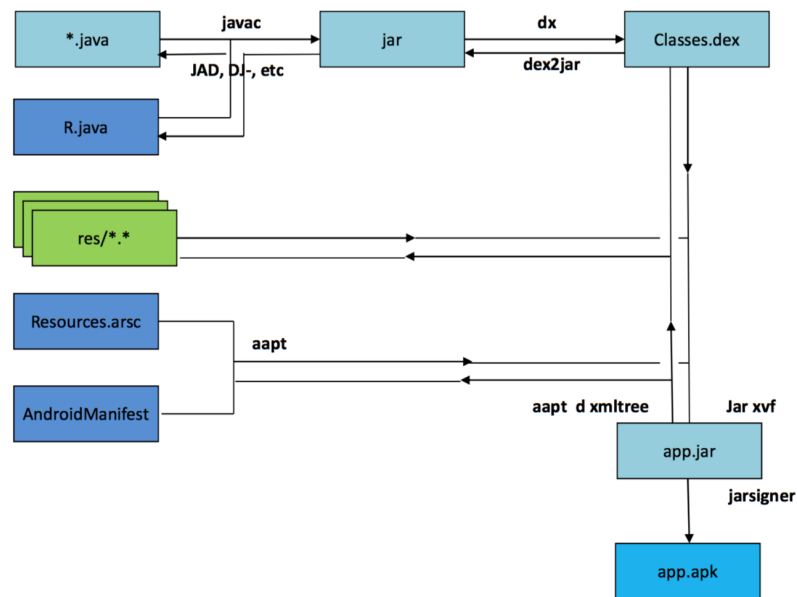 *.java
javac
jar
dx
Classes.dex
JAD, DJ-, etc
dex2jar
R.java
res/*.*
Resources.arsc
aapt
AndroidManifest
aapt d xmltree
Jar xvf
app.jar
jarsigner
app.apk